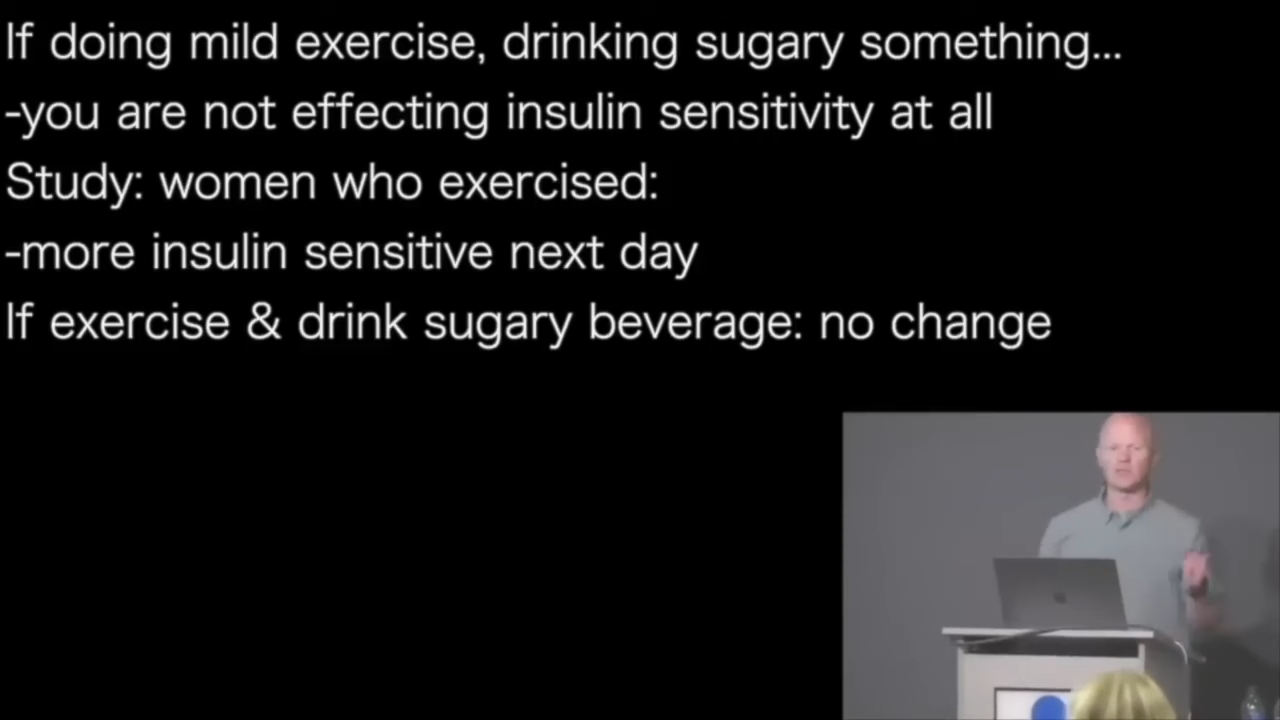 If doing mild exercise, drinking sugary something...
-you are not effecting insulin sensitivity at all
Study: women who exercised:
-more insulin sensitive next day
If exercise & drink sugary beverage: no change